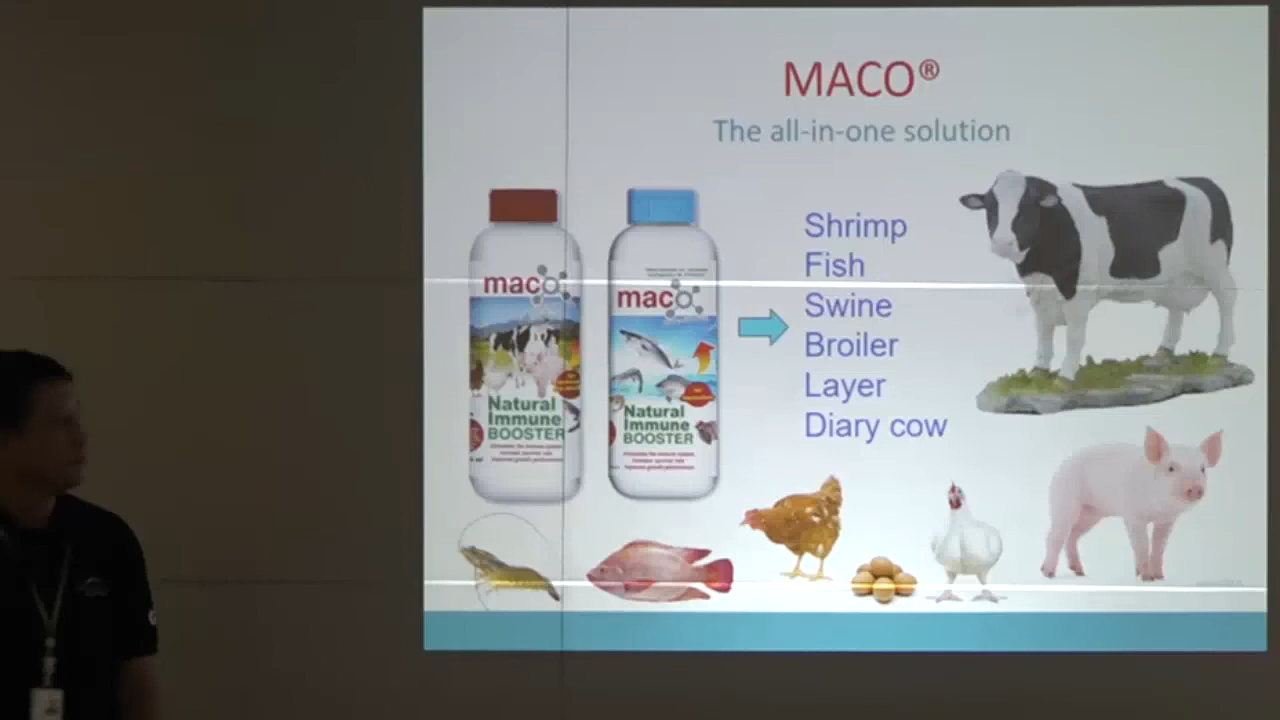 MACO®
The all-in-one solution
maco
Natural
Immune
BOOSTER
maco
Natural
Immune
BOOSTER
Shrimp
Fish
Swine
Broiler
Layer
Diary cow